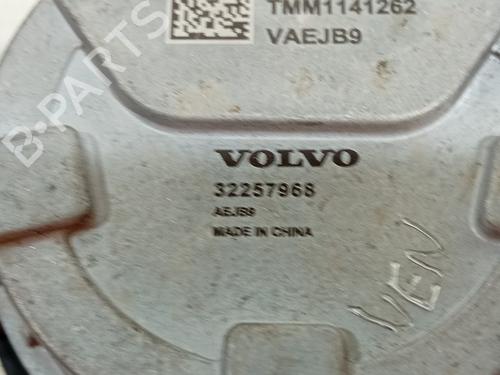 TMM1141262
VAEJB9
B-PARTS
VOLVO
32257968
AEJB9
MADE IN CHINA
VEN